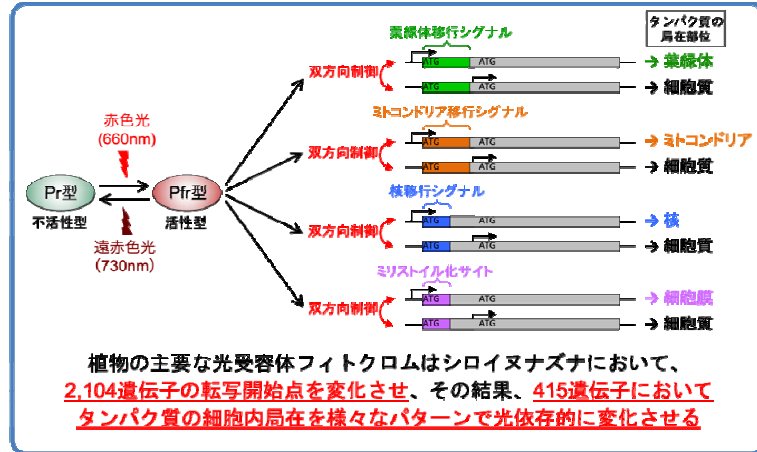 タンパク質の
局在部位
葉緑体移行シグナル
双方向制御
ATG ATG
→ 葉緑体
ATG ATG
→ 細胞質
ミトコンドリア移行シグナル
双方向制御
ATG ATG
→ ミトコンドリア
ATG ATG
→ 細胞質
赤色光
(660nm)
Pr型
不活性型
Pfr型
活性型
遠赤色光
(730nm)
核移行シグナル
双方向制御
ATG ATG
→ 核
ATG ATG
→ 細胞質
ミリストイル化サイト
双方向制御
ATG ATG
→ 細胞膜
ATG ATG
→ 細胞質
植物の主要な光受容体フィトクロムはシロイヌナズナにおいて、
2,104遺伝子の転写開始点を変化させ、その結果、415遺伝子において
タンパク質の細胞内局在を様々なパターンで光依存的に変化させる